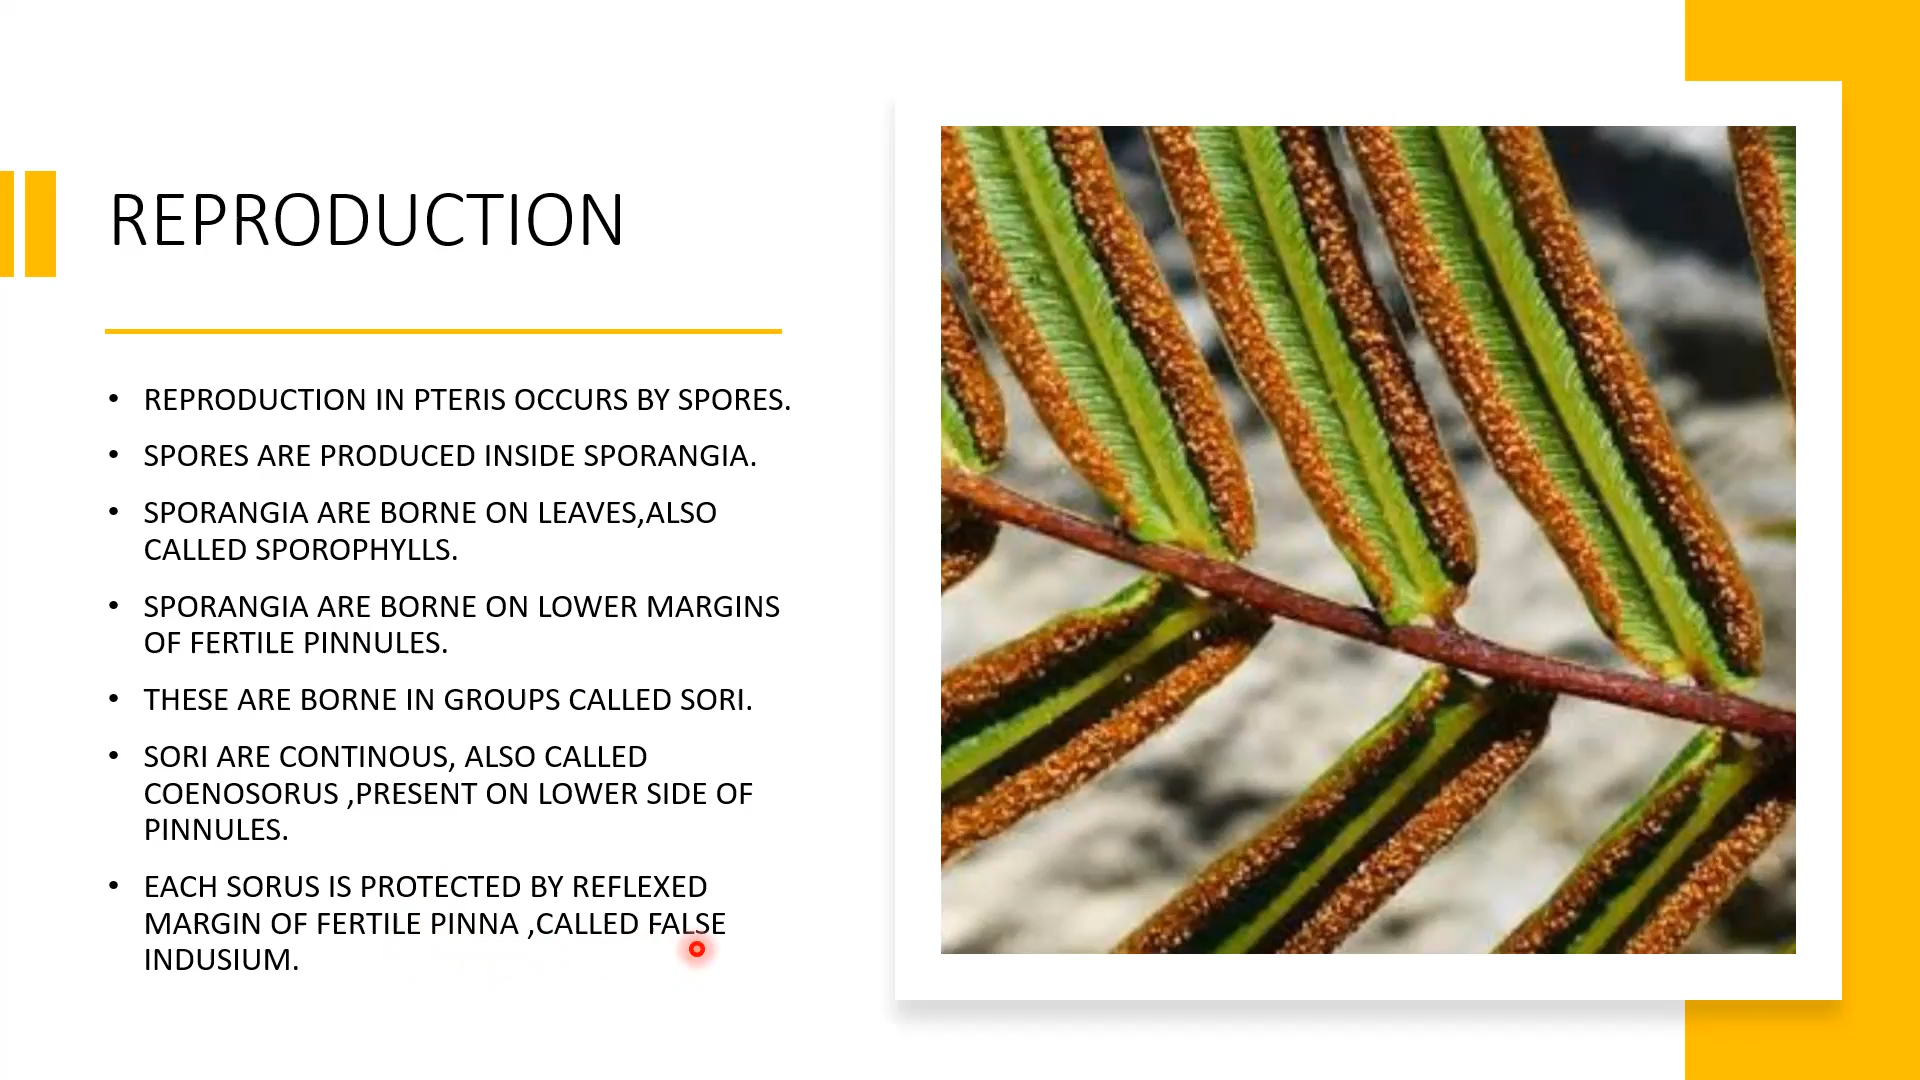 REPRODUCTION
• REPRODUCTION IN PTERIS OCCURS BY SPORES.
• SPORES ARE PRODUCED INSIDE SPORANGIA.
• SPORANGIA ARE BORNE ON LEAVES,ALSO
CALLED SPOROPHYLLS.
• SPORANGIA ARE BORNE ON LOWER MARGINS
OF FERTILE PINNULES.
• THESE ARE BORNE IN GROUPS CALLED SORI.
• SORI ARE CONTINOUS, ALSO CALLED
COENOSORUS ,PRESENT ON LOWER SIDE OF
PINNULES.
• EACH SORUS IS PROTECTED BY REFLEXED
MARGIN OF FERTILE PINNA ,CALLED FALSE
INDUSIUM.